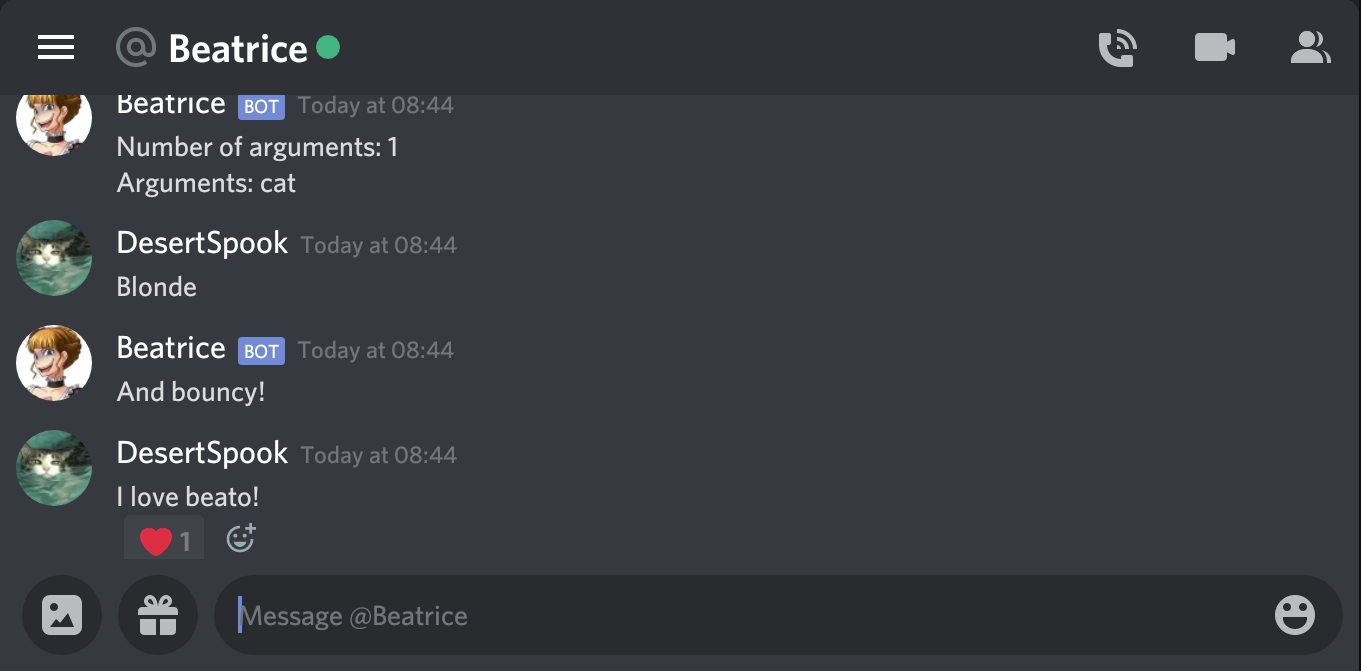 @ Beatrice
Beatrice BOT Today at 08:44
Number of arguments: 1
Arguments: cat
DesertSpook Today at 08:44
Blonde
Beatrice BOT Today at 08:44
And bouncy!
DesertSpook Today at 08:44
I love beato!
1
Message @Beatrice